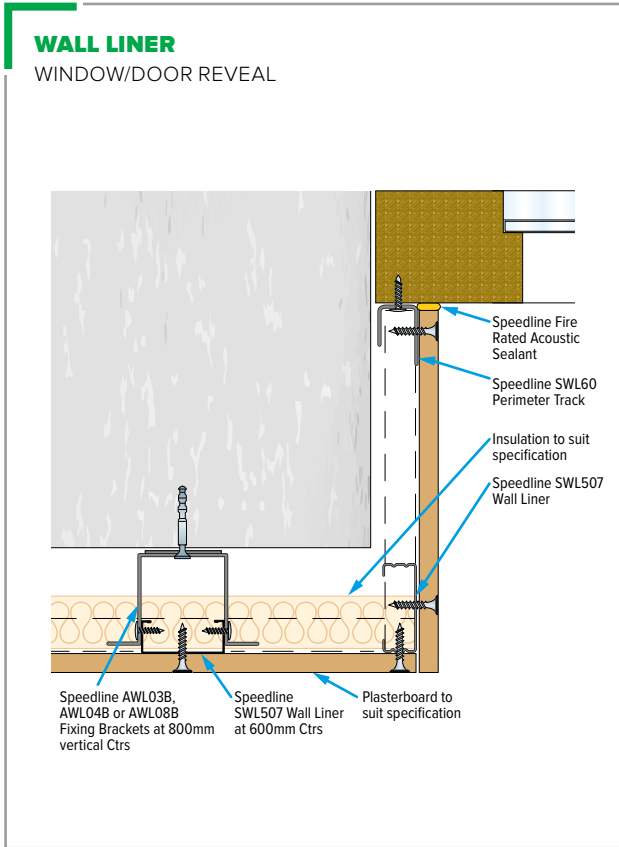 WALL LINER
WINDOW/DOOR REVEAL
Speedline Fire
Rated Acoustic
Sealant
Speedline SWL60
Perimeter Track
Insulation to suit
specification
Speedline SWL507
Wall Liner
Speedline AWL03B,
AWL04B or AWL08B
Fixing Brackets at 800mm
vertical Ctrs
Speedline
SWL507 Wall Liner
at 600mm Ctrs
Plasterboard to
suit specification